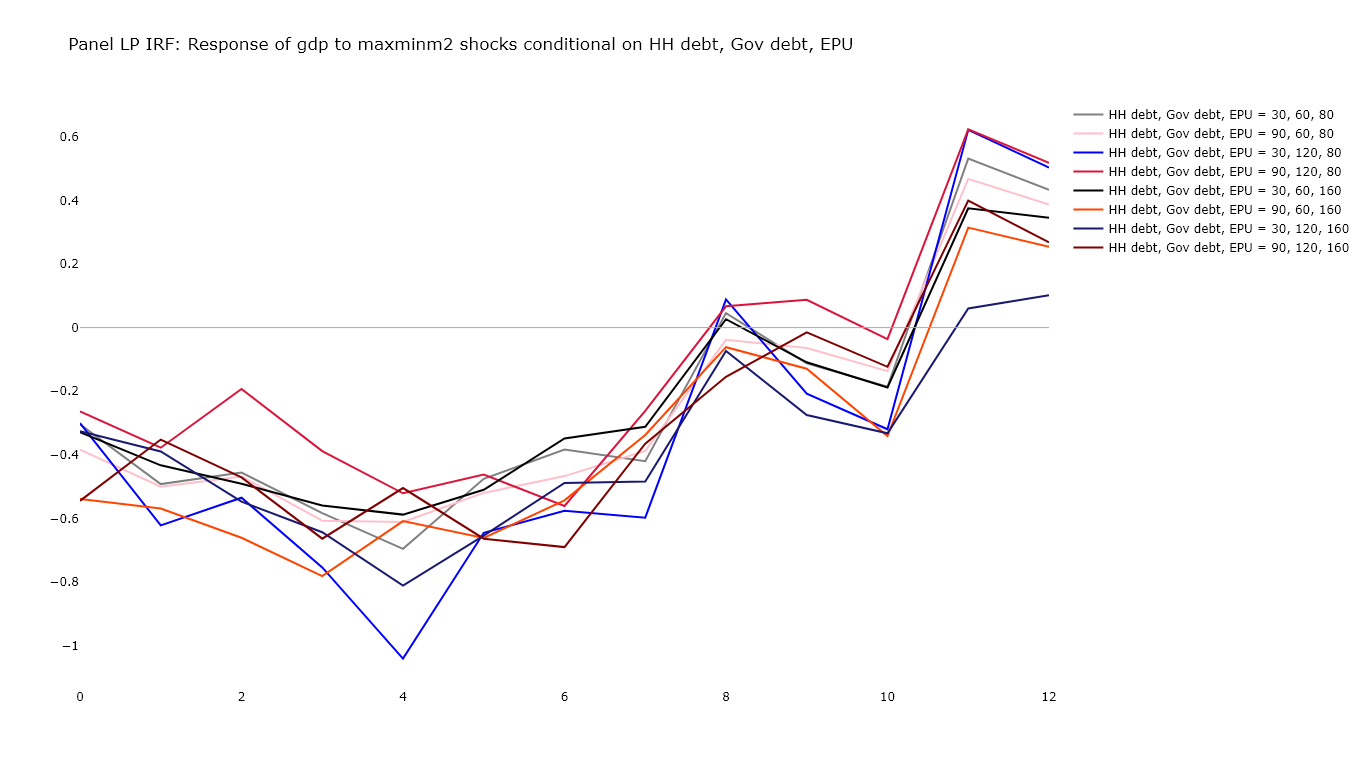 Panel LP IRF: Response of gdp to maxminm2 shocks conditional on HH debt, Gov debt, EPU
HH debt, Gov debt, EPU = 30, 60, 80
HH debt, Gov debt, EPU = 90, 60, 80
HH debt, Gov debt, EPU = 30, 120, 80
HH debt, Gov debt, EPU = 90, 120, 80
HH debt, Gov debt, EPU = 30, 60, 160
HH debt, Gov debt, EPU = 90, 60, 160
HH debt, Gov debt, EPU = 30, 120, 160
HH debt, Gov debt, EPU = 90, 120, 160
0.6
0.4
0.2
0
−0.2
−0.4
−0.6
−0.8
−1
0 2 4 6 8 10 12